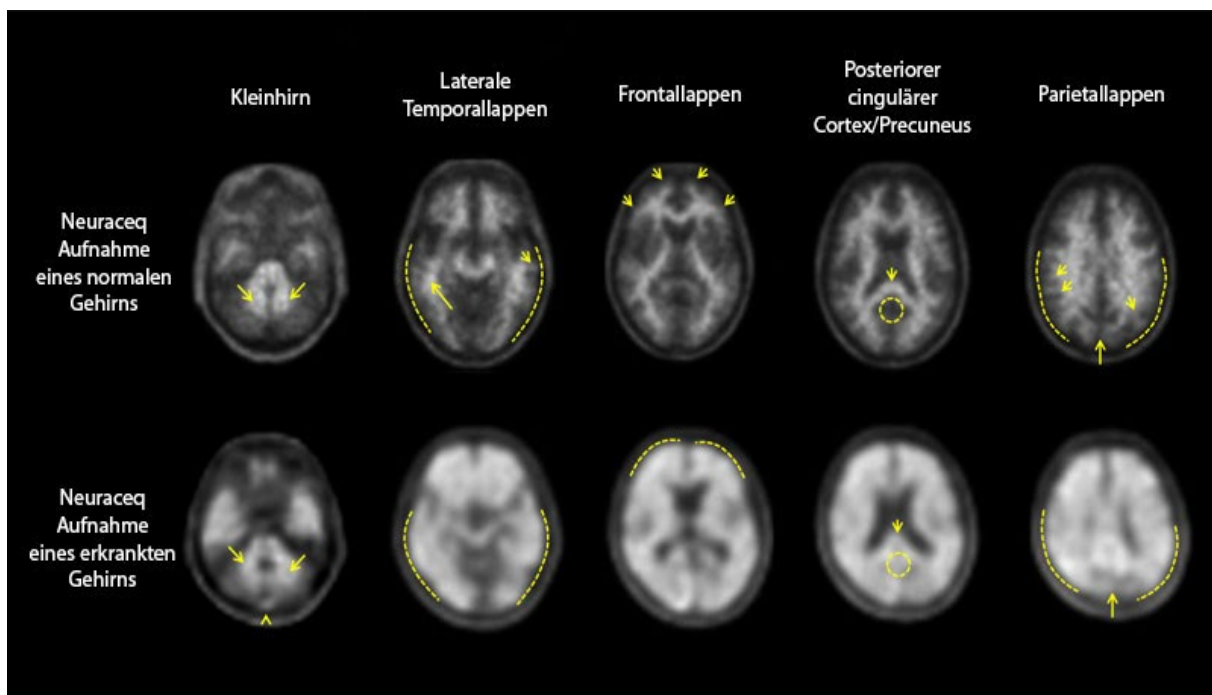 Kleinhirn
Laterale
Temporallappen
Frontallappen
Posteriorer
cingulärer
Cortex/Precuneus
Parietallappen
Neuraceq
Aufnahme
eines normalen
Gehirns
Neuraceq
Aufnahme
eines erkrankten
Gehirns